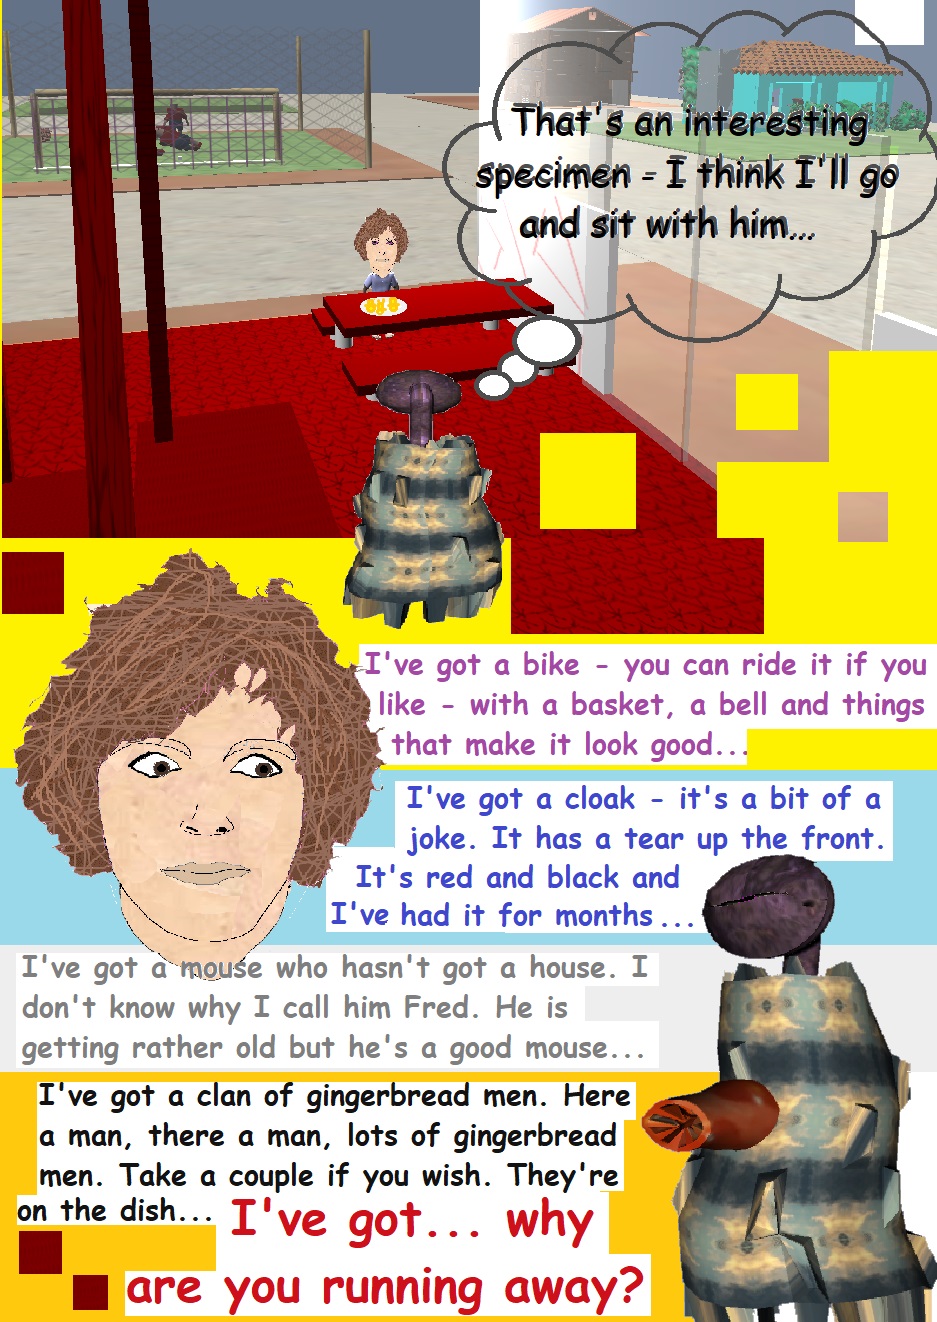 That's an interesting
specimen - I think I'll go
and sit with him...
I've got a bike - you can ride it if you
like - with a basket, a bell and things
that make it look good...
I've got a cloak - it's a bit of a
joke. It has a tear up the front.
It's red and black and
I've had it for months ...
I've got a mouse who hasn't got a house. I
don't know why I call him Fred. He is
getting rather old but he's a good mouse...
I've got a clan of gingerbread men. Here
a man, there a man, lots of gingerbread
men. Take a couple if you wish. They're
on the dish...
I've got... why
are you running away?